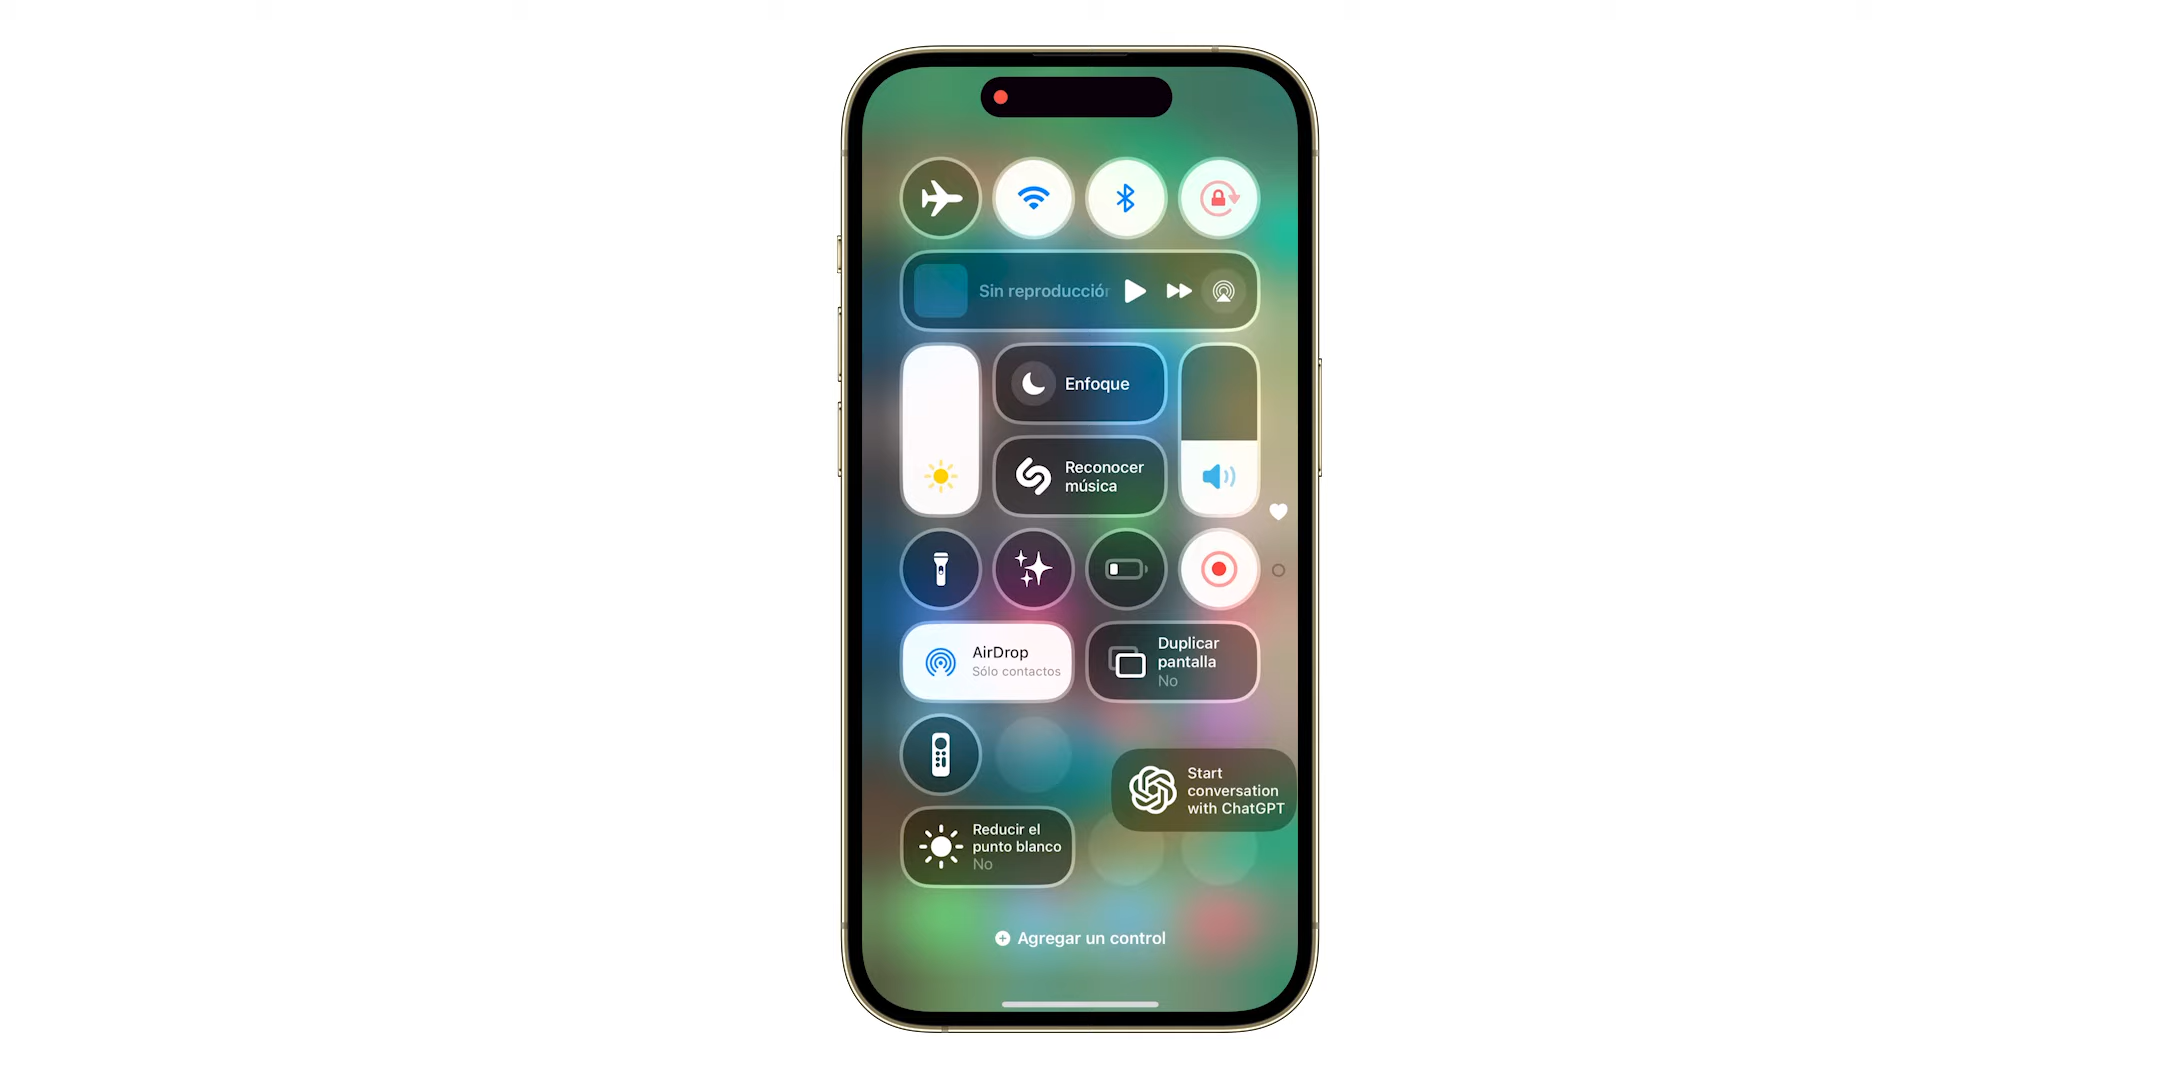 Sin reproducción
Enfoque
Reconocer
música
AirDrop
Sólo contactos
Duplicar
pantalla
No
Start
conversation
with ChatGPT
Reducir el
punto blanco
No
Agregar un control